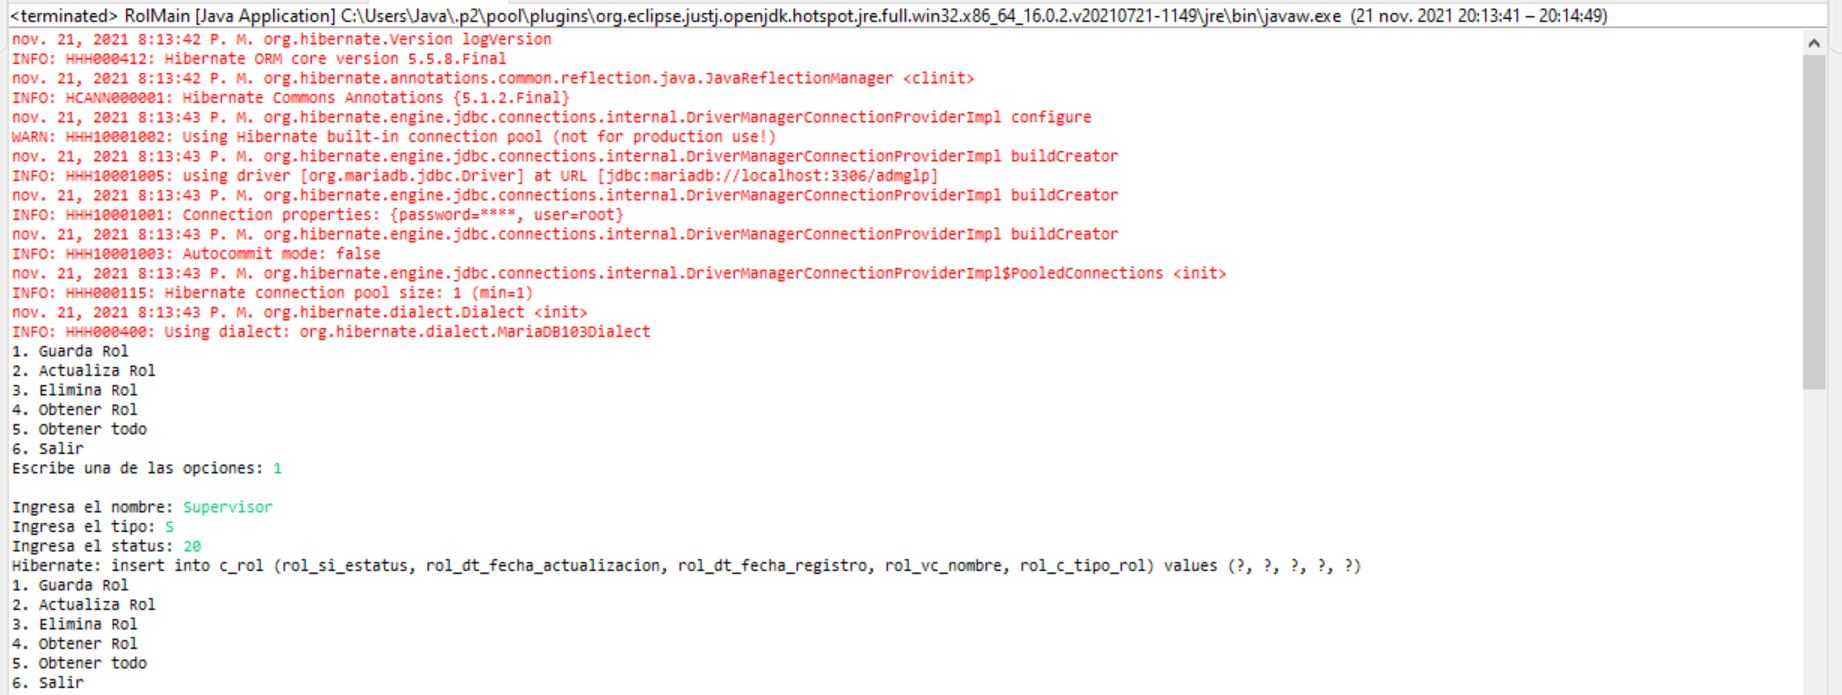 <terminated> RolMain [Java Application] C:\Users\Java\.p2\pool\plugins\org.eclipse.justj.openjdk.hotspot.jre.full.win32.x86_64_16.0.2.v20210721-1149\jre\bin\javaw.exe (21 nov. 2021 20:13:41 – 20:14:49)
nov. 21, 2021 8:13:42 P. M. org.hibernate.Version logVersion
INFO: HHH000412: Hibernate ORM core version 5.5.8.Final
nov. 21, 2021 8:13:42 P. M. org.hibernate.annotations.common.reflection.java.JavaReflectionManager <clinit>
INFO: HCANN000001: Hibernate Commons Annotations {5.1.2.Final}
nov. 21, 2021 8:13:43 P. M. org.hibernate.engine.jdbc.connections.internal.DriverManagerConnectionProviderImpl configure
WARN: HHH10001002: Using Hibernate built-in connection pool (not for production use!)
nov. 21, 2021 8:13:43 P. M. org.hibernate.engine.jdbc.connections.internal.DriverManagerConnectionProviderImpl buildCreator
INFO: HHH10001005: using driver [org.mariadb.jdbc.Driver] at URL [jdbc:mariadb://localhost:3306/admglp]
nov. 21, 2021 8:13:43 P. M. org.hibernate.engine.jdbc.connections.internal.DriverManagerConnectionProviderImpl buildCreator
INFO: HHH10001001: Connection properties: {password=****, user=root}
nov. 21, 2021 8:13:43 P. M. org.hibernate.engine.jdbc.connections.internal.DriverManagerConnectionProviderImpl buildCreator
INFO: HHH10001003: Autocommit mode: false
nov. 21, 2021 8:13:43 P. M. org.hibernate.engine.jdbc.connections.internal.DriverManagerConnectionProviderImpl$PooledConnections <init>
INFO: HHH000115: Hibernate connection pool size: 1 (min=1)
nov. 21, 2021 8:13:43 P. M. org.hibernate.dialect.Dialect <init>
INFO: HHH000400: Using dialect: org.hibernate.dialect.MariaDB103Dialect
1. Guarda Rol
2. Actualiza Rol
3. Elimina Rol
4. Obtener Rol
5. Obtener todo
6. Salir
Escribe una de las opciones: 1
Ingresa el nombre: Supervisor
Ingresa el tipo: S
Ingresa el status: 20
Hibernate: insert into c_rol (rol_si_estatus, rol_dt_fecha_actualizacion, rol_dt_fecha_registro, rol_vc_nombre, rol_c_tipo_rol) values (?, ?, ?, ?, ?)
1. Guarda Rol
2. Actualiza Rol
3. Elimina Rol
4. Obtener Rol
5. Obtener todo
6. Salir